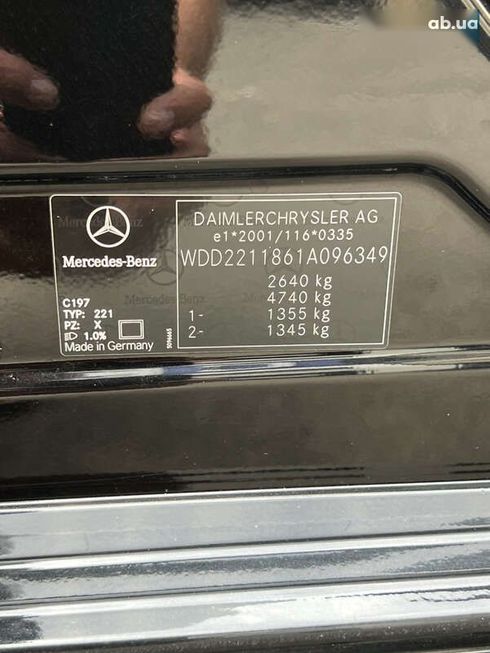 ab.ua
DAIMLERCHRYSLER AG
e1*2001/116*0335
WDD2211861A096349
2640 kg
4740 kg
1- 1355 kg
2- 1345 kg
Mercedes-Benz
C197
TYP: 221
PZ: X
1.0%
Made in Germany